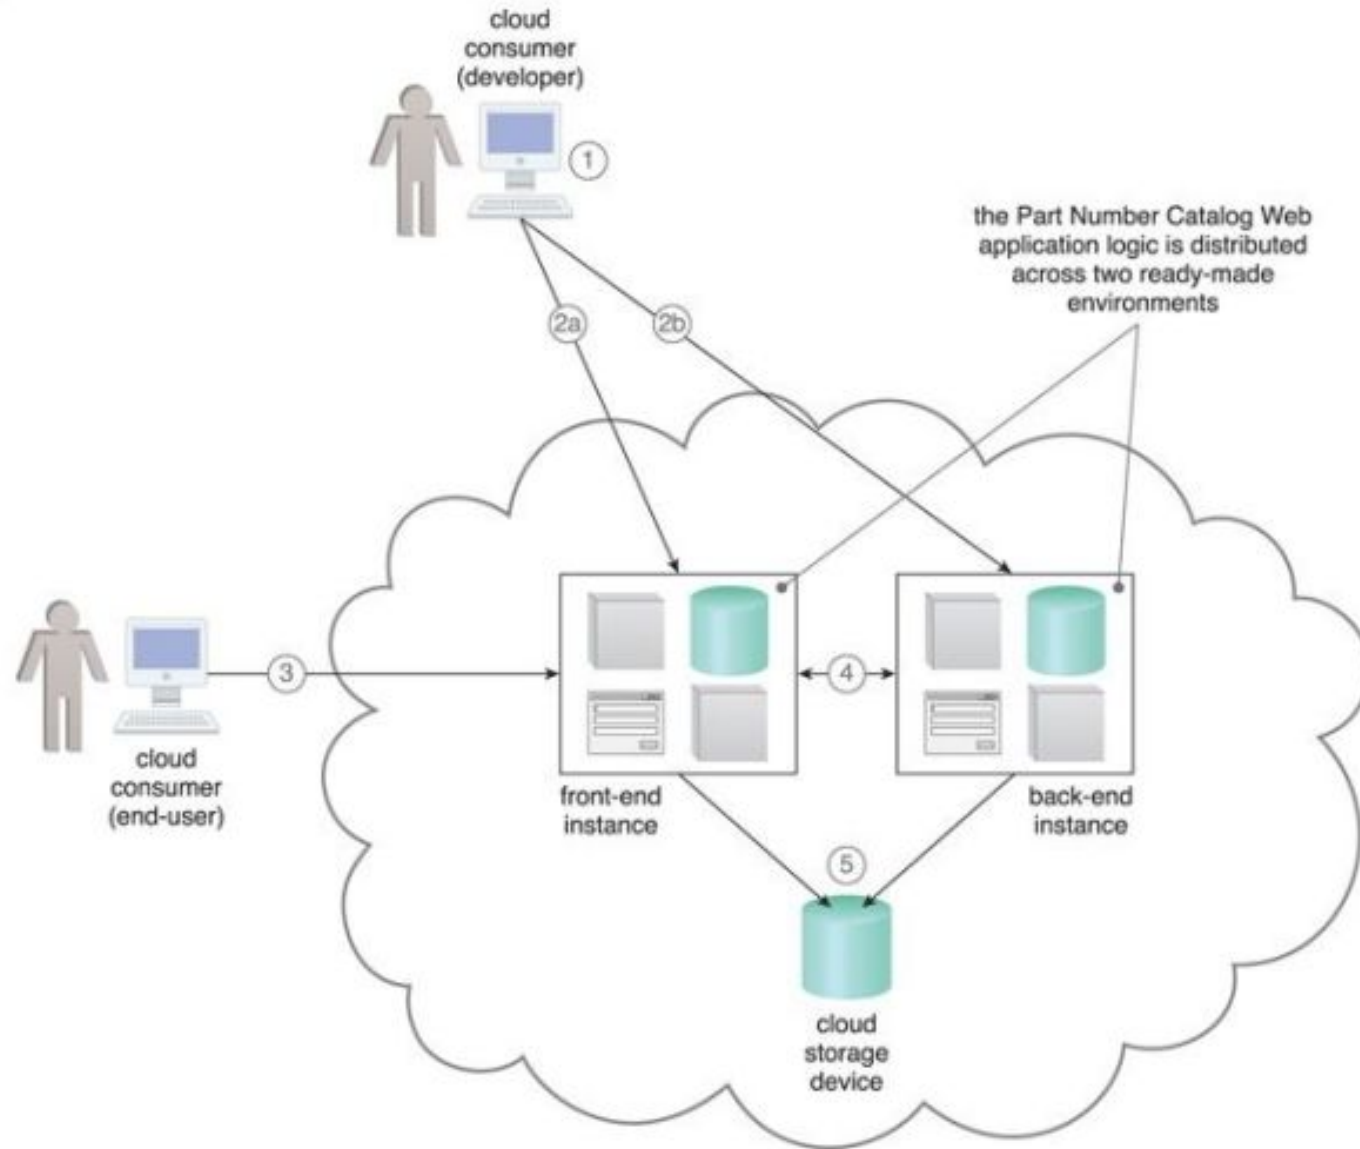 cloud
consumer
(developer)
1
the Part Number Catalog Web
application logic is distributed
across two ready-made
environments
2a
2b
3
4
cloud
consumer
(end-user)
front-end
instance
back-end
instance
5
cloud
storage
device